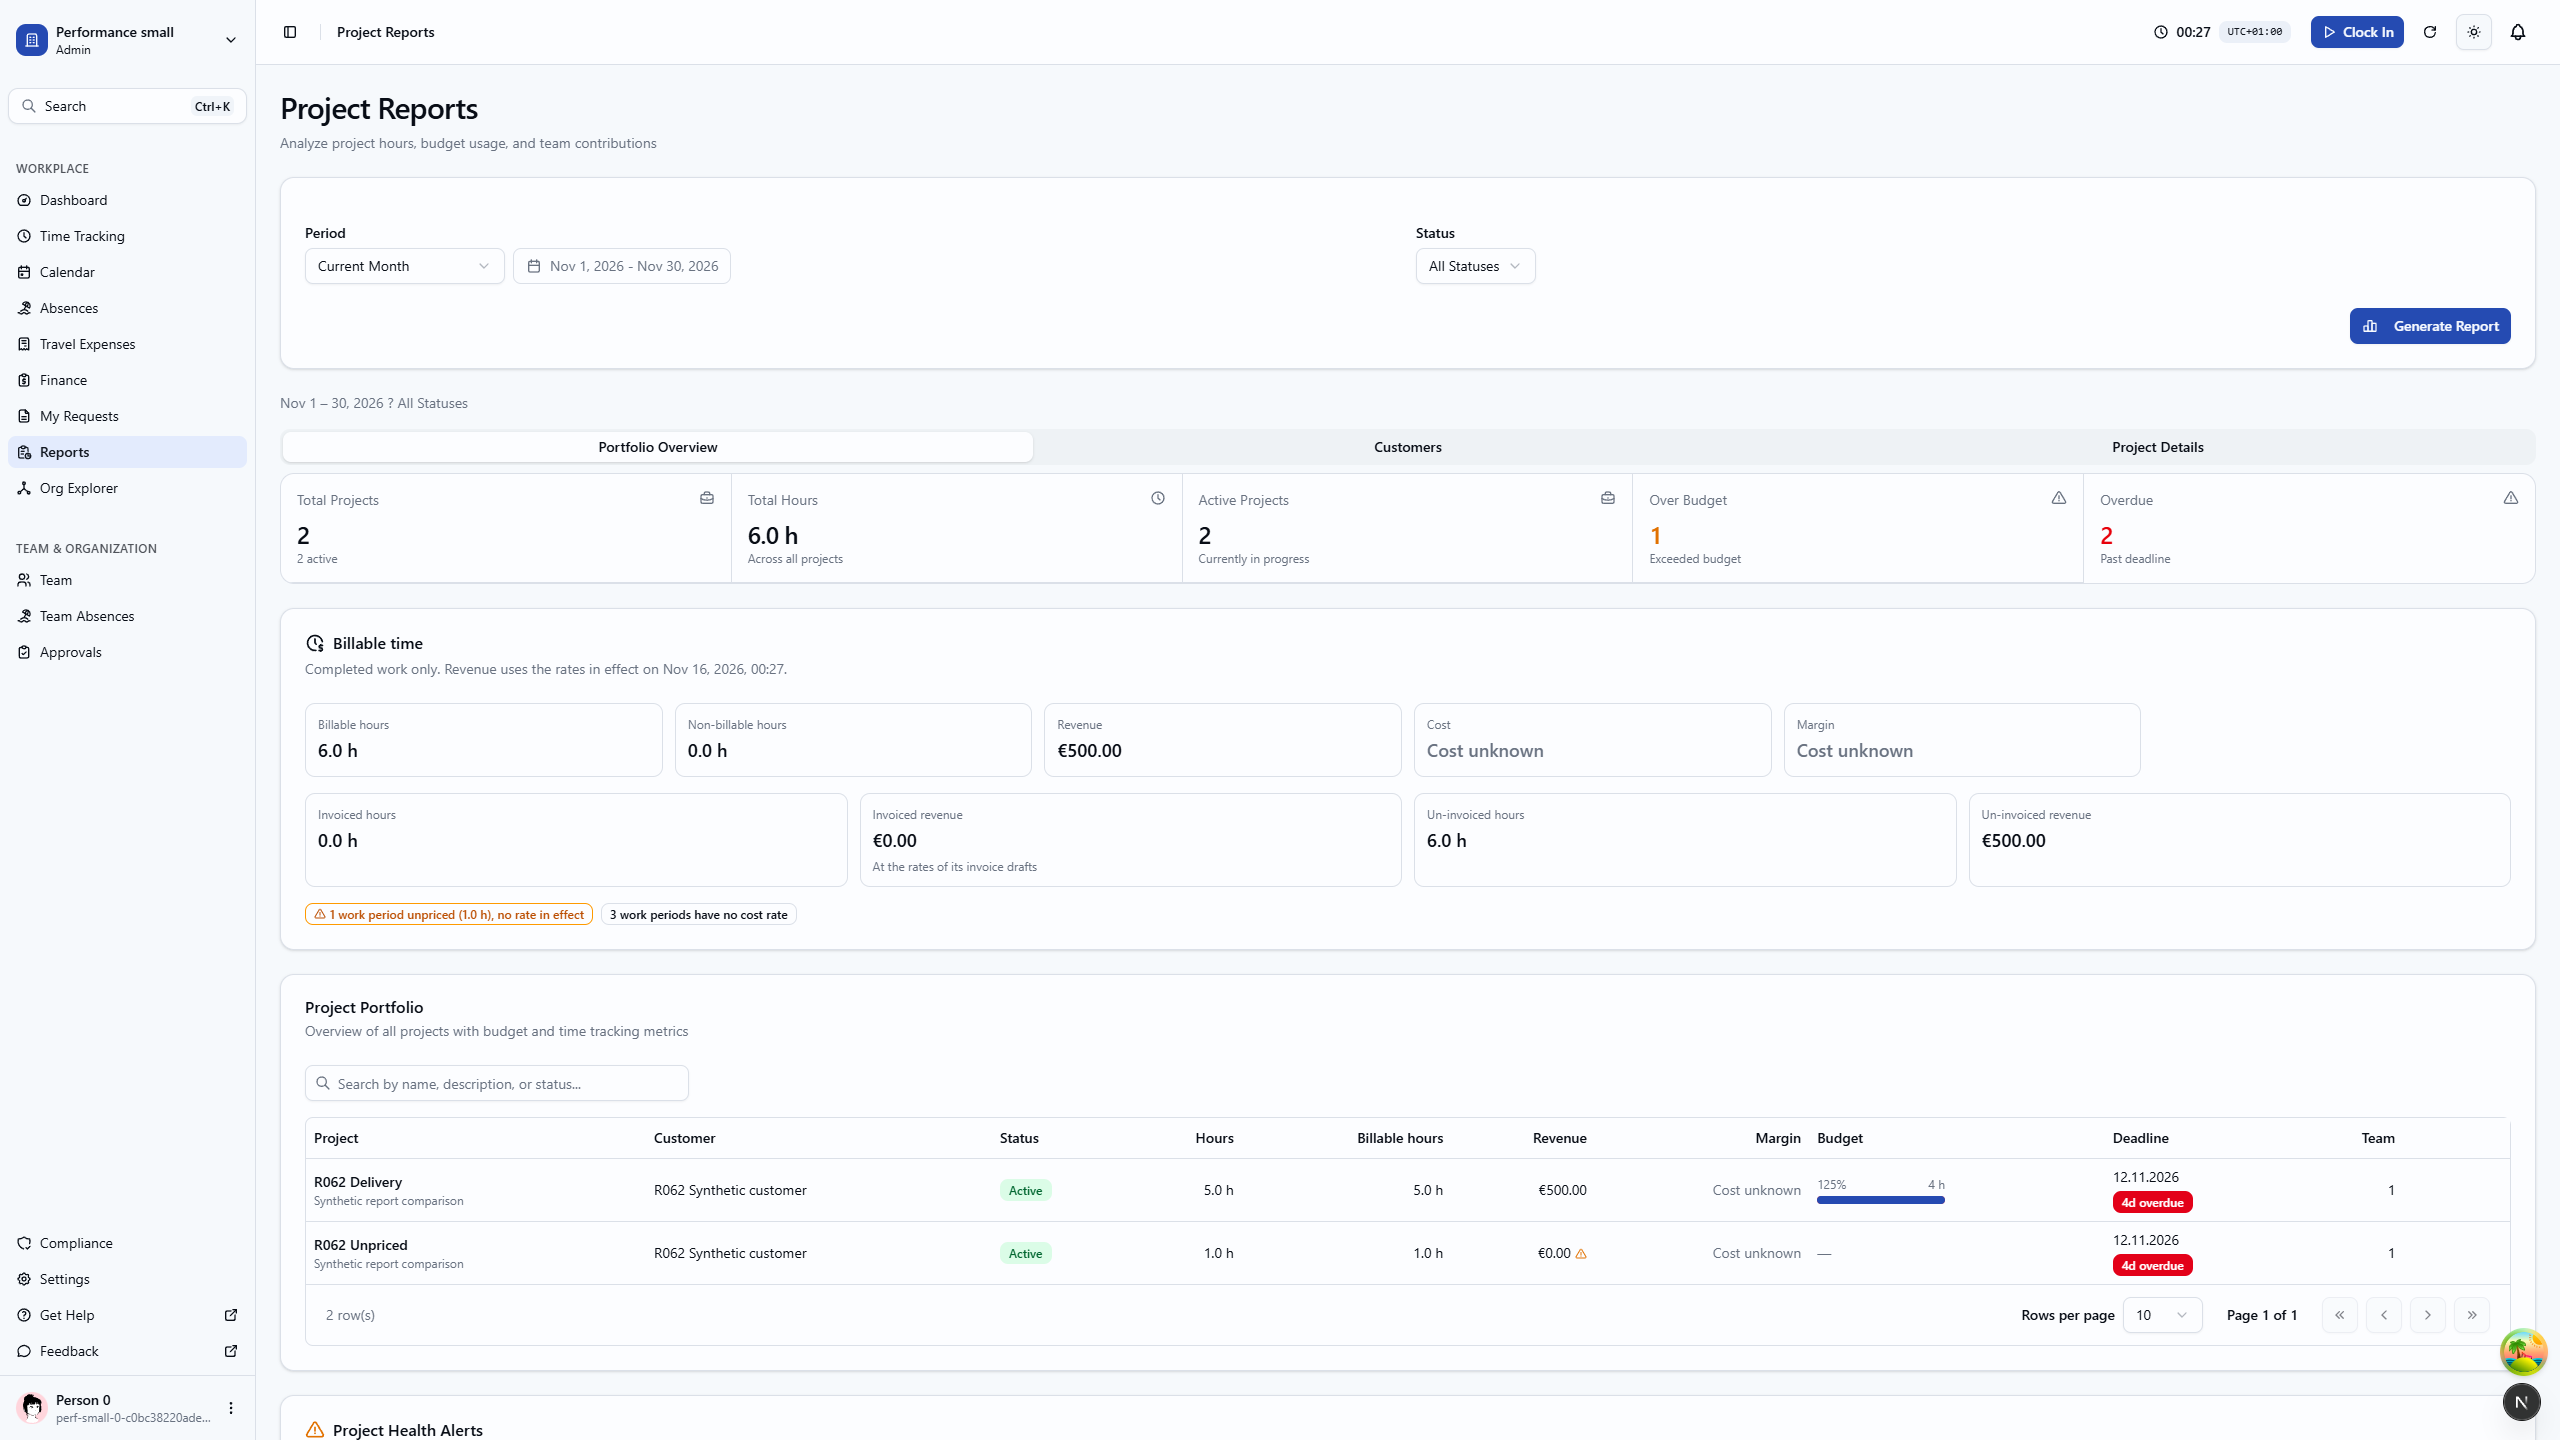 Performance small
Admin
Search
Ctrl+K
WORKPLACE
Dashboard
Time Tracking
Calendar
Absences
Travel Expenses
Finance
My Requests
Reports
Org Explorer
TEAM & ORGANIZATION
Team
Team Absences
Approvals
Compliance
Settings
Get Help
Feedback
Person 0
perf-small-0-c0bc38220ade...
Project Reports
00:27
UTC+01:00
Clock In
Project Reports
Analyze project hours, budget usage, and team contributions
Period
Status
Current Month
Nov 1, 2026 - Nov 30, 2026
All Statuses
Generate Report
Nov 1 – 30, 2026 ? All Statuses
Portfolio Overview
Customers
Project Details
Total Projects
2
2 active
Total Hours
6.0 h
Across all projects
Active Projects
2
Currently in progress
Over Budget
1
Exceeded budget
Overdue
2
Past deadline
Billable time
Completed work only. Revenue uses the rates in effect on Nov 16, 2026, 00:27.
Billable hours
6.0 h
Non-billable hours
0.0 h
Revenue
€500.00
Cost
Cost unknown
Margin
Cost unknown
Invoiced hours
0.0 h
Invoiced revenue
€0.00
At the rates of its invoice drafts
Un-invoiced hours
6.0 h
Un-invoiced revenue
€500.00
1 work period unpriced (1.0 h), no rate in effect
3 work periods have no cost rate
Project Portfolio
Overview of all projects with budget and time tracking metrics
Search by name, description, or status...
Project Customer Status Hours Billable hours Revenue Margin Budget Deadline Team
R062 Delivery
Synthetic report comparison
R062 Synthetic customer
Active
5.0 h
5.0 h
€500.00
Cost unknown
125% 4 h
12.11.2026
4d overdue
1
R062 Unpriced
Synthetic report comparison
R062 Synthetic customer
Active
1.0 h
1.0 h
€0.00
Cost unknown
—
12.11.2026
4d overdue
1
2 row(s)
Rows per page
10
Page 1 of 1
Project Health Alerts
N